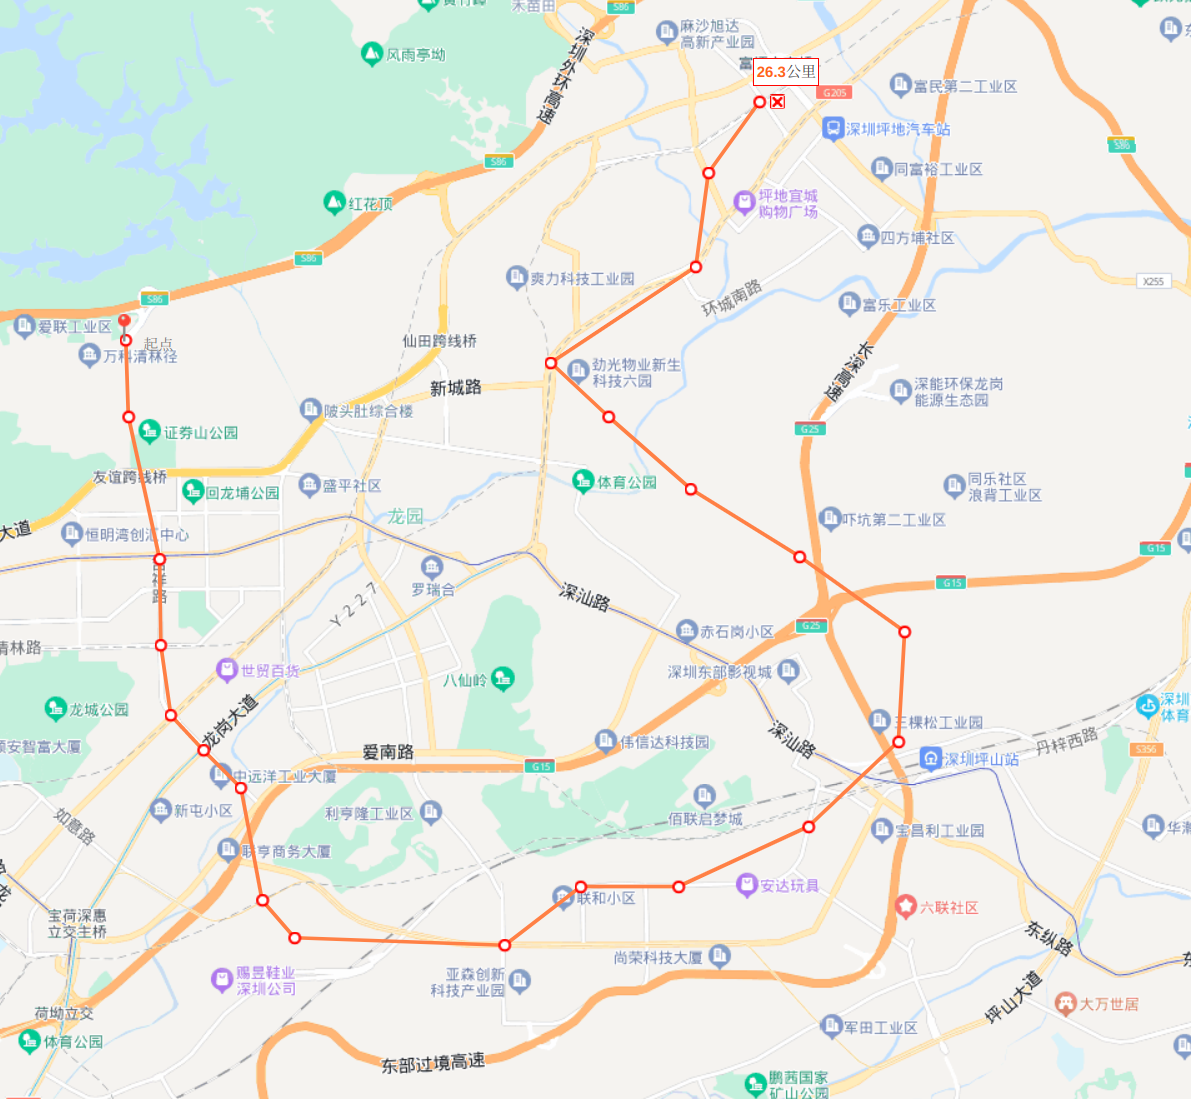 黄竹峰
禾苗田
S86
麻沙旭达
高新产业园
深圳外环高速
风雨亭坳
26.3公里
G205
富民第二工业区
深圳坪地汽车站
S86
S86
同富裕工业区
坪地宜城
购物广场
红花顶
四方埔社区
S86
爽力科技工业园
X255
环城南路
S86
富乐工业区
爱联工业区
起点
万科清林径
仙田跨线桥
长深高速
劲光物业新生
科技六园
新城路
深能环保龙岗
能源生态园
陂头肚综合楼
G25
证券山公园
友谊跨线桥
体育公园
盛平社区
回龙埔公园
同乐社区
浪背工业区
龙园
吓坑第二工业区
大道
恒明湾创汇中心
G15
罗瑞合
吉祥路
G15
深汕路
Y227
G25
赤石岗小区
清林路
世贸百货
深圳东部影视城
八仙岭
龙城公园
深圳
体育
龙岗大道
三棵松工业园
深汕路
伟信达科技园
丹梓西路
S356
爱南路
G15
深圳坪山站
中远洋工业大厦
新屯小区
利亨隆工业区
佰联启梦城
如意路
宝昌利工业园
华瀚
联亨商务大厦
安达玩具
联和小区
六联社区
宝荷深惠
立交主桥
东纵路
尚荣科技大厦
赐昱鞋业
深圳公司
亚森创新
科技产业园
坪山大道
大万世居
荷坳立交
军田工业区
体育公园
东部过境高速
鹏茜国家
矿山公园